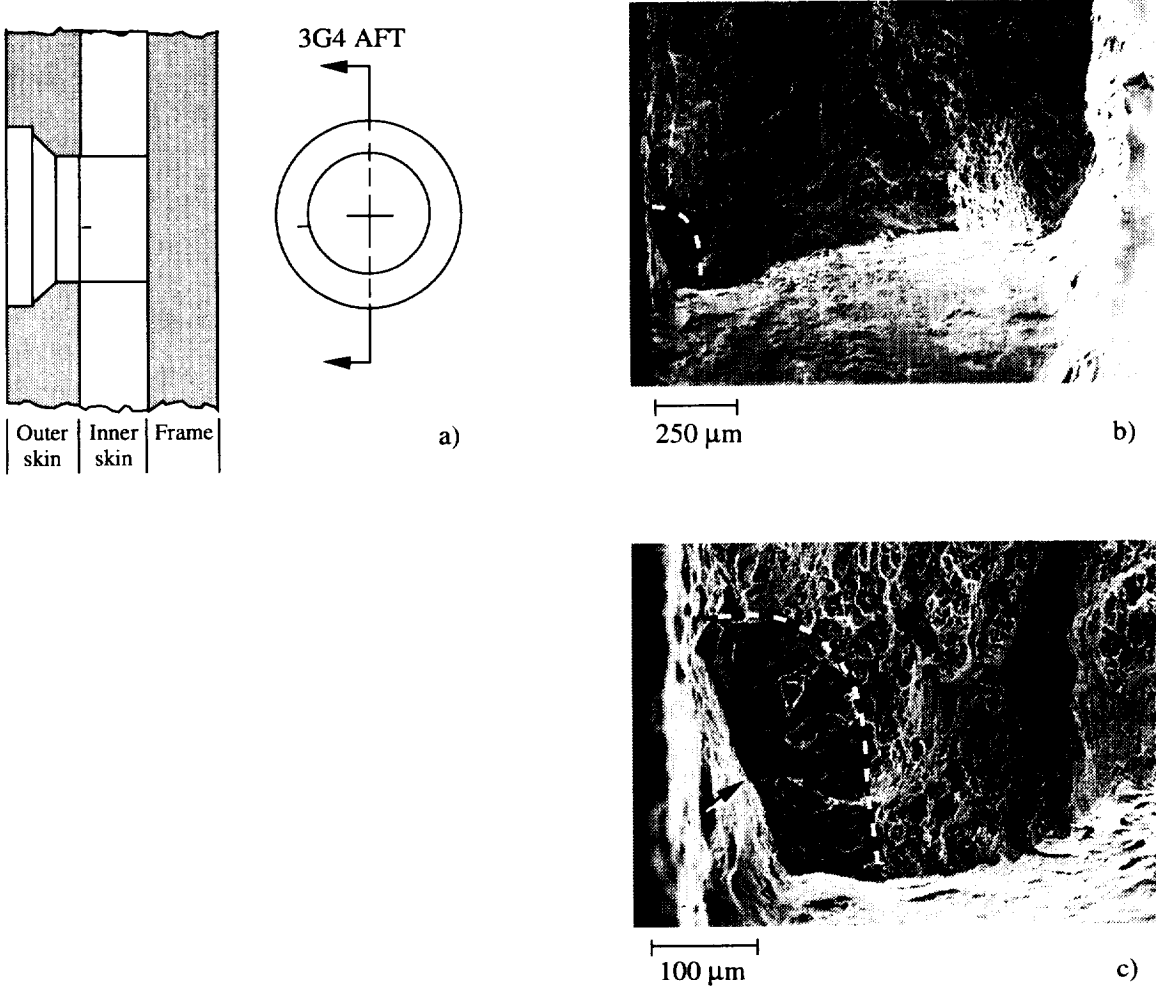 3G4 AFT
Outer skin
Inner skin
Frame
a)
250 µm
b)
100 µm
c)